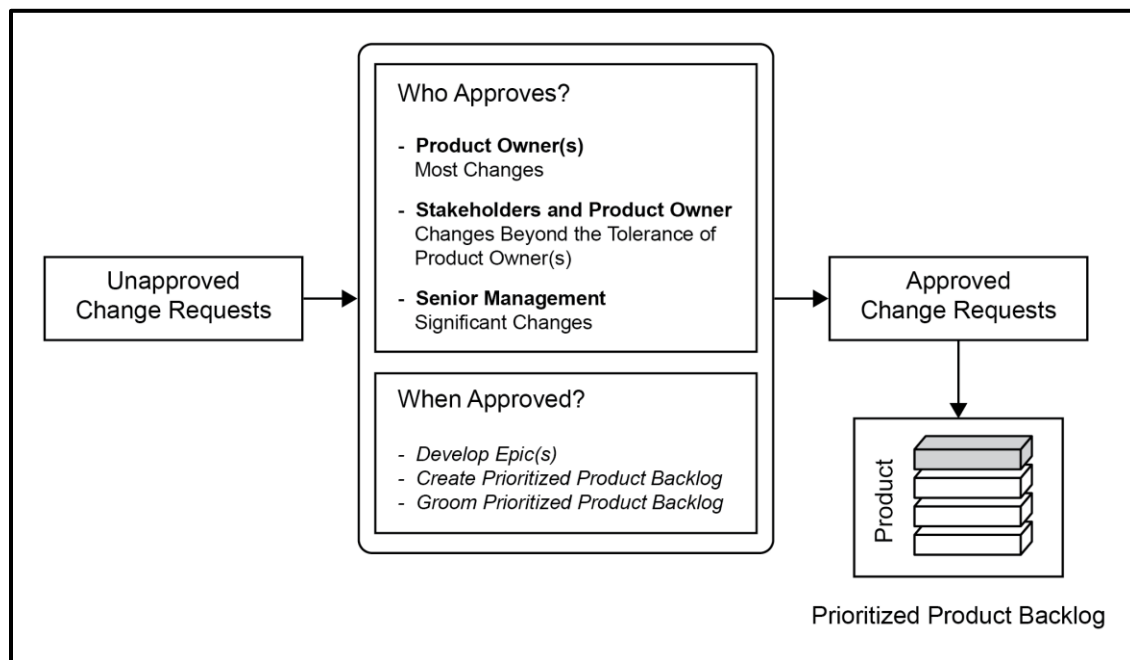 Unapproved
Change Requests
Who Approves?
- Product Owner(s)
Most Changes
- Stakeholders and Product Owner
Changes Beyond the Tolerance of
Product Owner(s)
- Senior Management
Significant Changes
When Approved?
- Develop Epic(s)
- Create Prioritized Product Backlog
- Groom Prioritized Product Backlog
Approved
Change Requests
Product
Prioritized Product Backlog